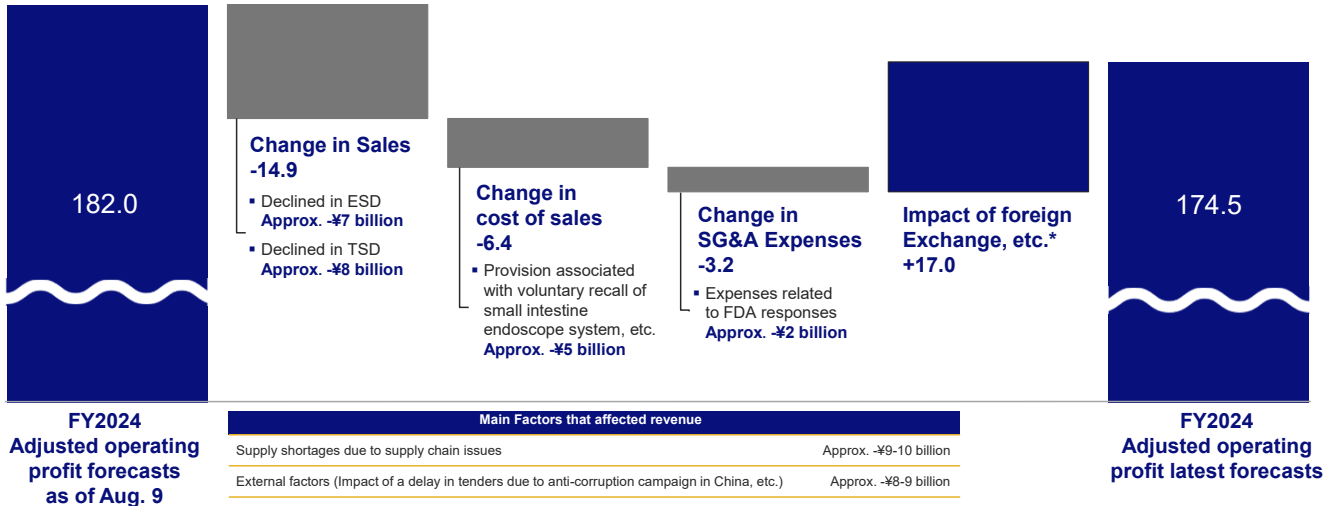 182.0
Change in Sales
-14.9
▪ Declined in ESD
Approx. -¥7 billion
▪ Declined in TSD
Approx. -¥8 billion
Change in
cost of sales
-6.4
▪ Provision associated
with voluntary recall of
small intestine
endoscope system, etc.
Approx. -¥5 billion
Change in
SG&A Expenses
-3.2
▪ Expenses related
to FDA responses
Approx. -¥2 billion
Impact of foreign
Exchange, etc.*
+17.0
174.5
FY2024
Adjusted operating
profit forecasts
as of Aug. 9
Main Factors that affected revenue
Supply shortages due to supply chain issues Approx. -¥9-10 billion
External factors (Impact of a delay in tenders due to anti-corruption campaign in China, etc.) Approx. -¥8-9 billion
FY2024
Adjusted operating
profit latest forecasts